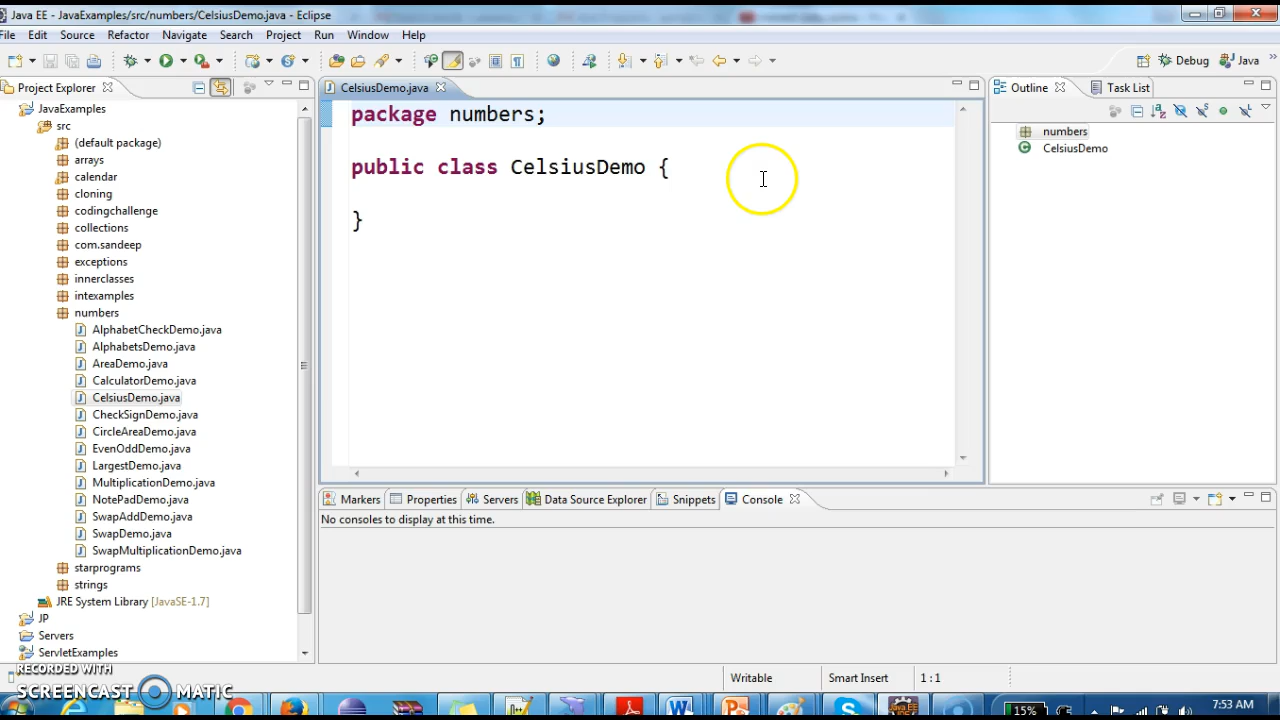 Java EE - JavaExamples/src/numbers/CelsiusDemo.java - Eclipse
File Edit Source Refactor Navigate Search Project Run Window Help
Debug Java
Project Explorer
CelsiusDemo.java
Outline Task List
JavaExamples
src
(default package)
arrays
calendar
cloning
codingchallenge
collections
com.sandeep
exceptions
innerclasses
intexamples
numbers
AlphabetCheckDemo.java
AlphabetsDemo.java
AreaDemo.java
CalculatorDemo.java
CelsiusDemo.java
CheckSignDemo.java
CircleAreaDemo.java
EvenOddDemo.java
LargestDemo.java
MultiplicationDemo.java
NotePadDemo.java
SwapAddDemo.java
SwapDemo.java
SwapMultiplicationDemo.java
starprograms
strings
JRE System Library [JavaSE-1.7]
JP
Servers
ServletExamples
package numbers;
public class CelsiusDemo {
}
numbers
CelsiusDemo
Markers Properties Servers Data Source Explorer Snippets Console
No consoles to display at this time.
Writable Smart Insert 1 : 1
RECORDED WITH
SCREENCAST MATIC
15% 7:53 AM